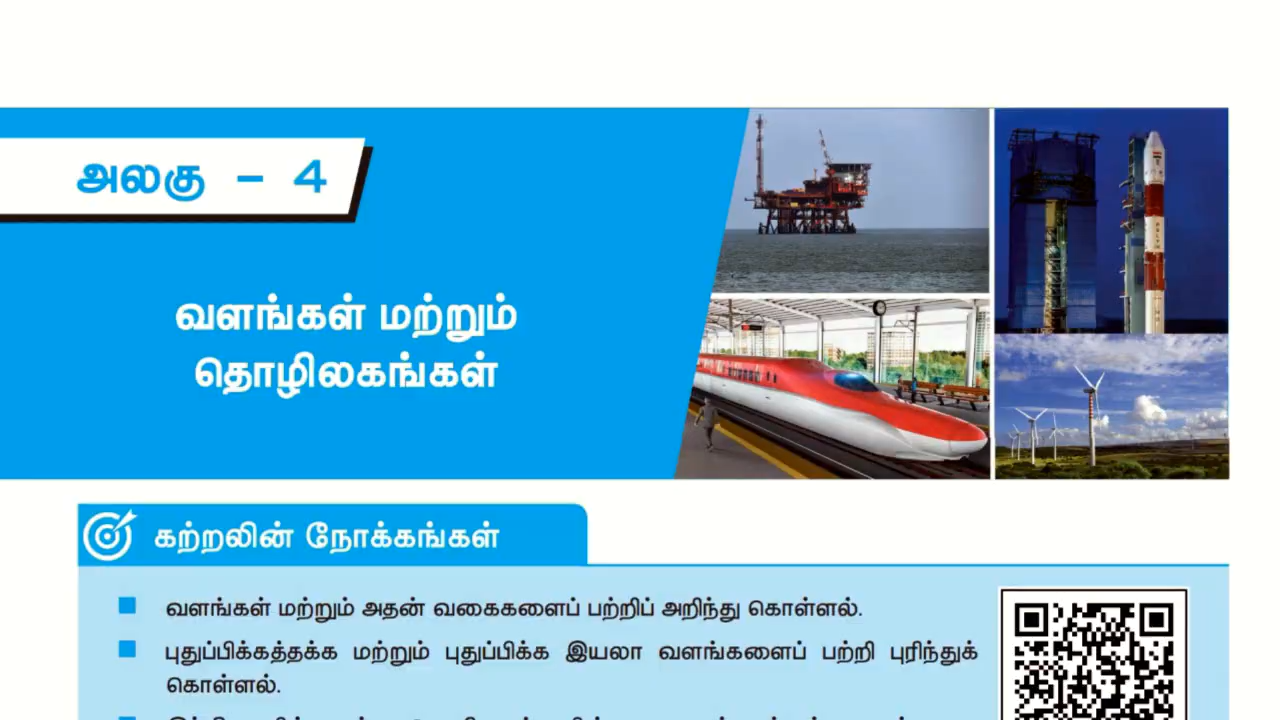 அலகு – 4
வளங்கள் மற்றும்
தொழிலகங்கள்
கற்றலின் நோக்கங்கள்
வளங்கள் மற்றும் அதன் வகைகளைப் பற்றிப் அறிந்து கொள்ளல்.
புதுப்பிக்கத்தக்க மற்றும் புதுப்பிக்க இயலா வளங்களைப் பற்றி புரிந்துக்
கொள்ளல்.